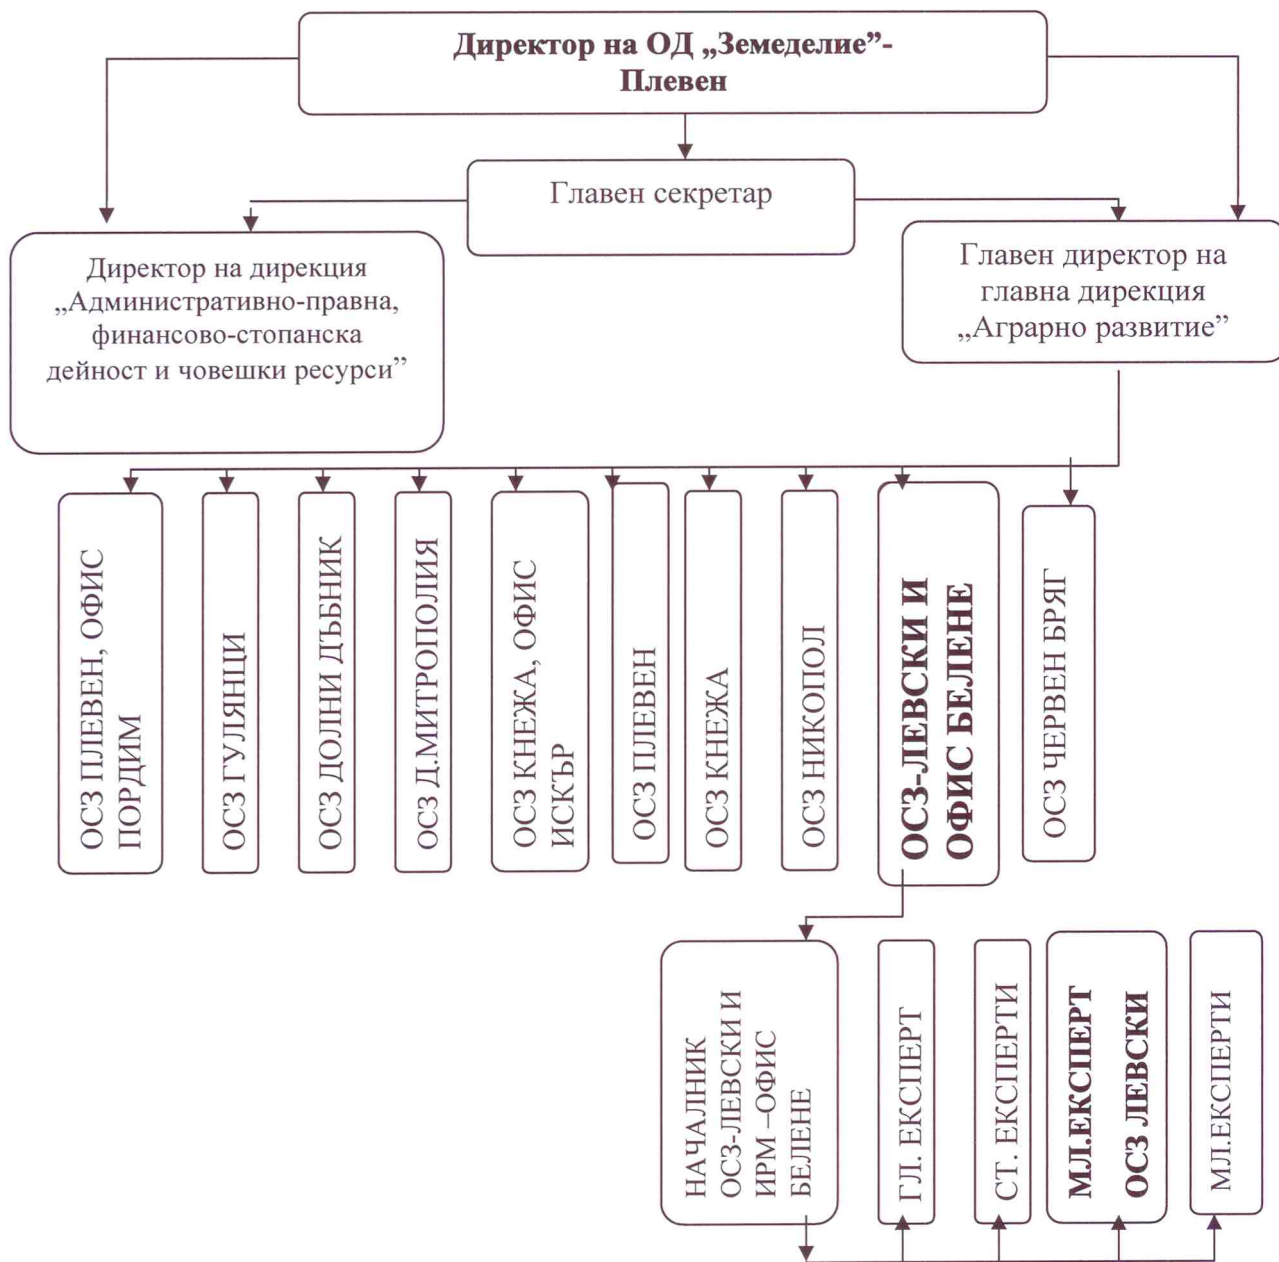 Директор на ОД „Земеделие”-
Плевен
Главен секретар
Директор на дирекция
„Административно-правна,
финансово-стопанска
дейност и човешки ресурси”
Главен директор на
главна дирекция
„Аграрно развитие”
ОСЗ ПЛЕВЕН, ОФИС
ПОРДИМ
ОСЗ ГУЛЯНЦИ
ОСЗ ДОЛНИ ДЪБНИК
ОСЗ Д.МИТРОПОЛИЯ
ОСЗ КНЕЖА, ОФИС
ИСКЪР
ОСЗ ПЛЕВЕН
ОСЗ КНЕЖА
ОСЗ НИКОПОЛ
ОСЗ-ЛЕВСКИ И
ОФИС БЕЛЕНЕ
ОСЗ ЧЕРВЕН БРЯГ
НАЧАЛНИК
ОСЗ-ЛЕВСКИ И
ИРМ –ОФИС
БЕЛЕНЕ
ГЛ. ЕКСПЕРТ
СТ. ЕКСПЕРТИ
МЛ.ЕКСПЕРТ
ОСЗ ЛЕВСКИ
МЛ.ЕКСПЕРТИ